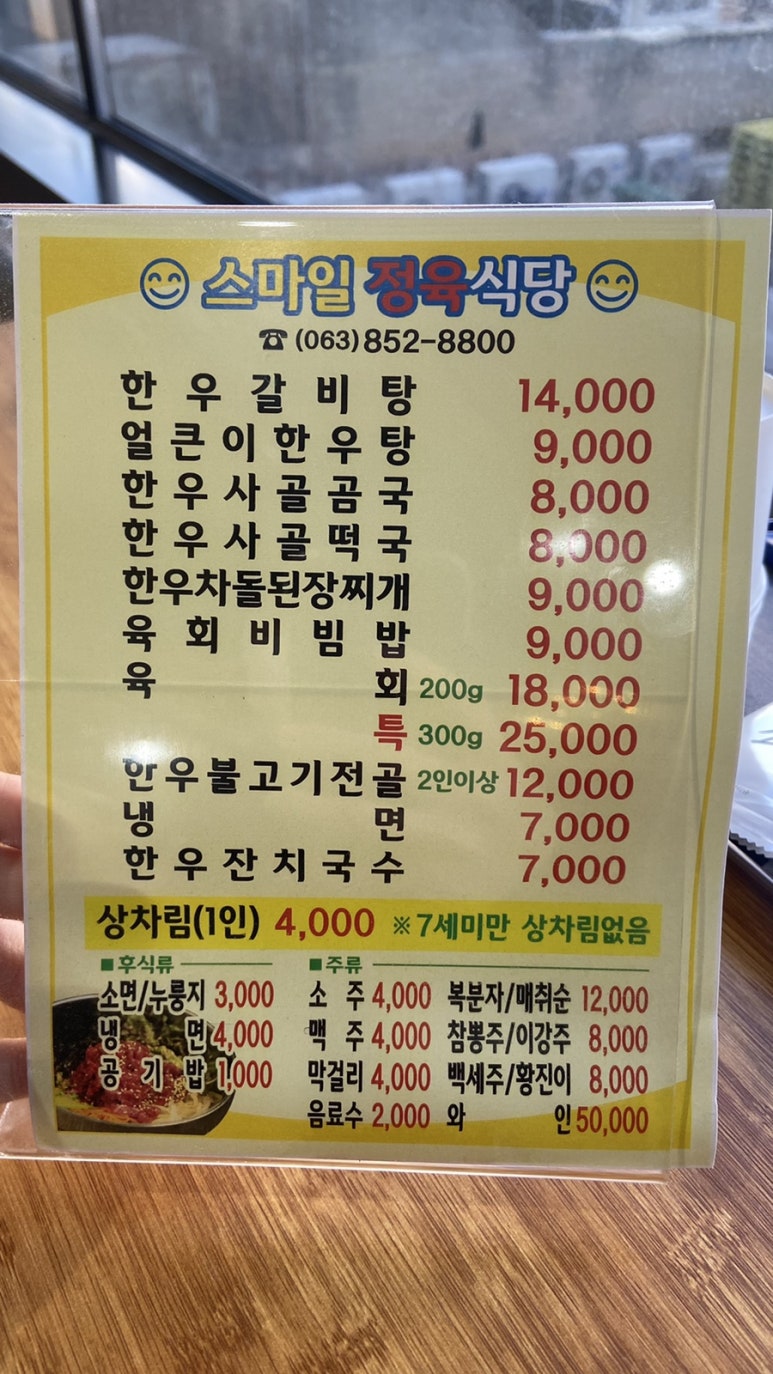 스마일 정육식당
☎ (063)852-8800
한우갈비탕 14,000
얼큰이한우탕 9,000
한우사골곰국 8,000
한우사골떡국 8,000
한우차돌된장찌개 9,000
육회비빔밥 9,000
육회 200g 18,000
특 300g 25,000
한우불고기전골 2인이상 12,000
냉면 7,000
한우잔치국수 7,000
상차림(1인) 4,000 ※7세미만 상차림없음
■후식류
소면/누룽지 3,000
냉면 4,000
공기밥 1,000
■주류
소주 4,000 복분자/매취순 12,000
맥주 4,000 참뽕주/이강주 8,000
막걸리 4,000 백세주/황진이 8,000
음료수 2,000 와인 50,000